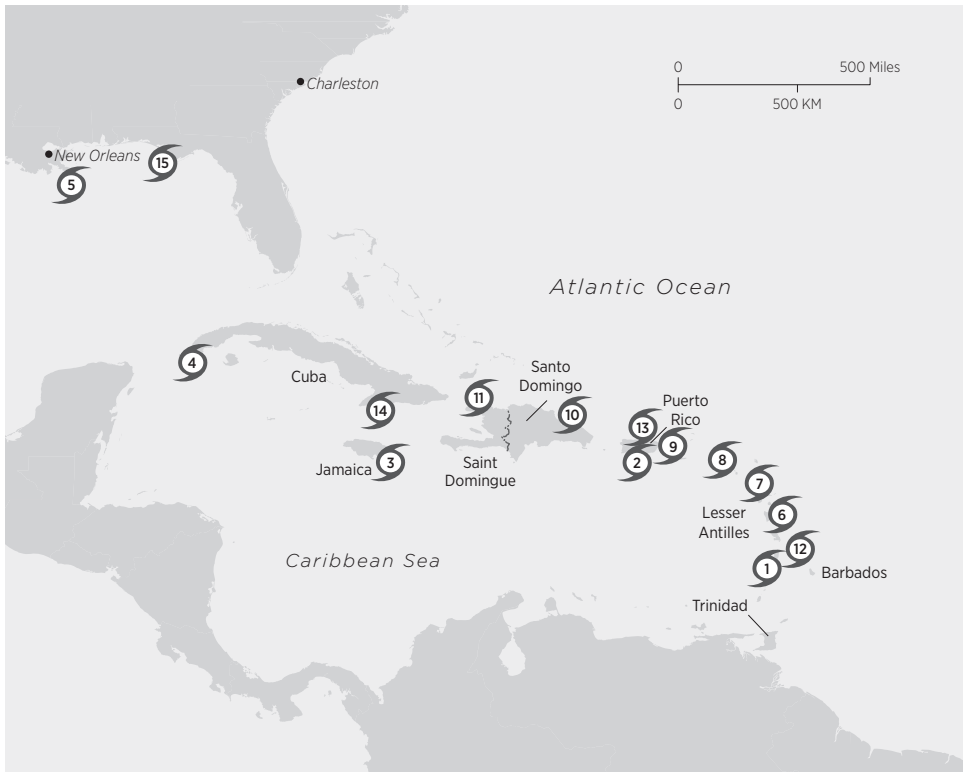 0
500 Miles
0
500 KM
Charleston
New Orleans
15
5
Atlantic Ocean
4
Cuba
14
11
Santo
Domingo
10
Puerto
Rico
13
9
2
8
7
Jamaica
3
Saint
Domingue
Lesser
Antilles
6
12
1
Barbados
Caribbean Sea
Trinidad